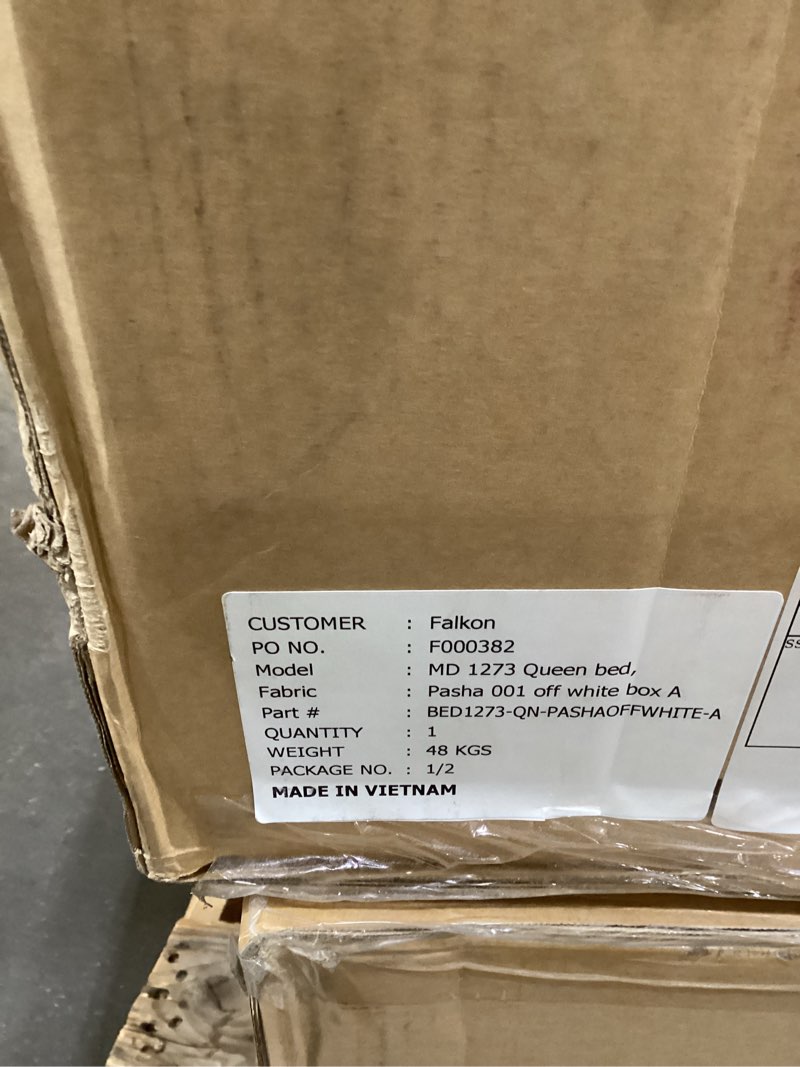 CUSTOMER : Falkon
PO NO. : F000382
Model : MD 1273 Queen bed,
Fabric : Pasha 001 off white box A
Part # : BED1273-QN-PASHAOFFWHITE-A
QUANTITY : 1
WEIGHT : 48 KGS
PACKAGE NO. : 1/2
MADE IN VIETNAM